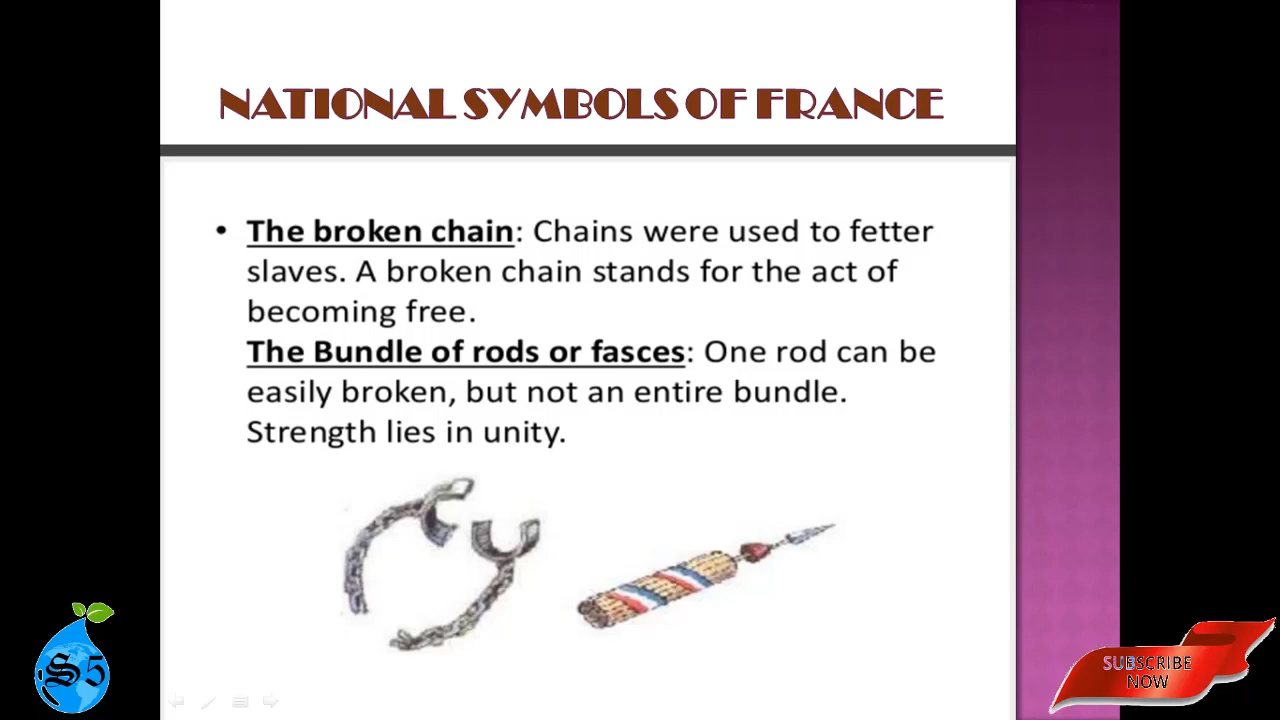 NATIONAL SYMBOLS OF FRANCE
• The broken chain: Chains were used to fetter
slaves. A broken chain stands for the act of
becoming free.
The Bundle of rods or fasces: One rod can be
easily broken, but not an entire bundle.
Strength lies in unity.
S5
SUBSCRIBE
NOW